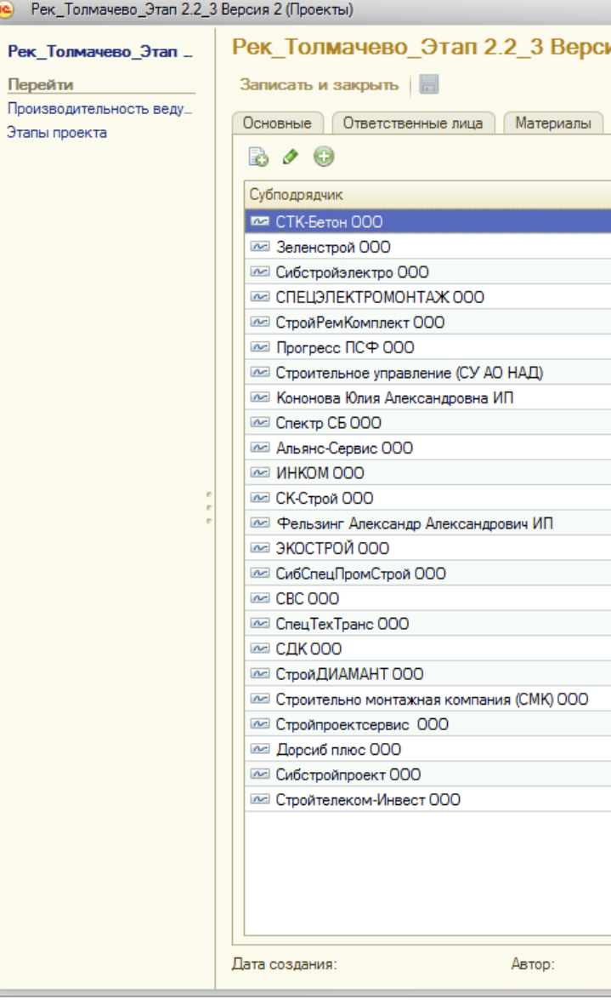 Рек_Толмачево_Этап 2.2_3 Версия 2 (Проекты)
Рек_Толмачево_Этап ...
Перейти
Производительность веду...
Этапы проекта
Рек_Толмачево_Этап 2.2_3 Верси
Записать и закрыть
Основные
Ответственные лица
Материалы
Субподрядчик
СТК-Бетон ООО
Зеленстрой ООО
Сибстройэлектро ООО
СПЕЦЭЛЕКТРОМОНТАЖ ООО
СтройРемКомплект ООО
Прогресс ПСФ ООО
Строительное управление (СУ АО НАД)
Кононова Юлия Александровна ИП
Спектр СБ ООО
Альянс-Сервис ООО
ИНКОМ ООО
СК-Строй ООО
Фельзинг Александр Александрович ИП
ЭКОСТРОЙ ООО
СибСпецПромСтрой ООО
СВС ООО
СпецТехТранс ООО
СДК ООО
СтройДИАМАНТ ООО
Строительно монтажная компания (СМК) ООО
Стройпроектсервис ООО
Дорсиб плюс ООО
Сибстройпроект ООО
Стройтелеком-Инвест ООО
Дата создания:
Автор: